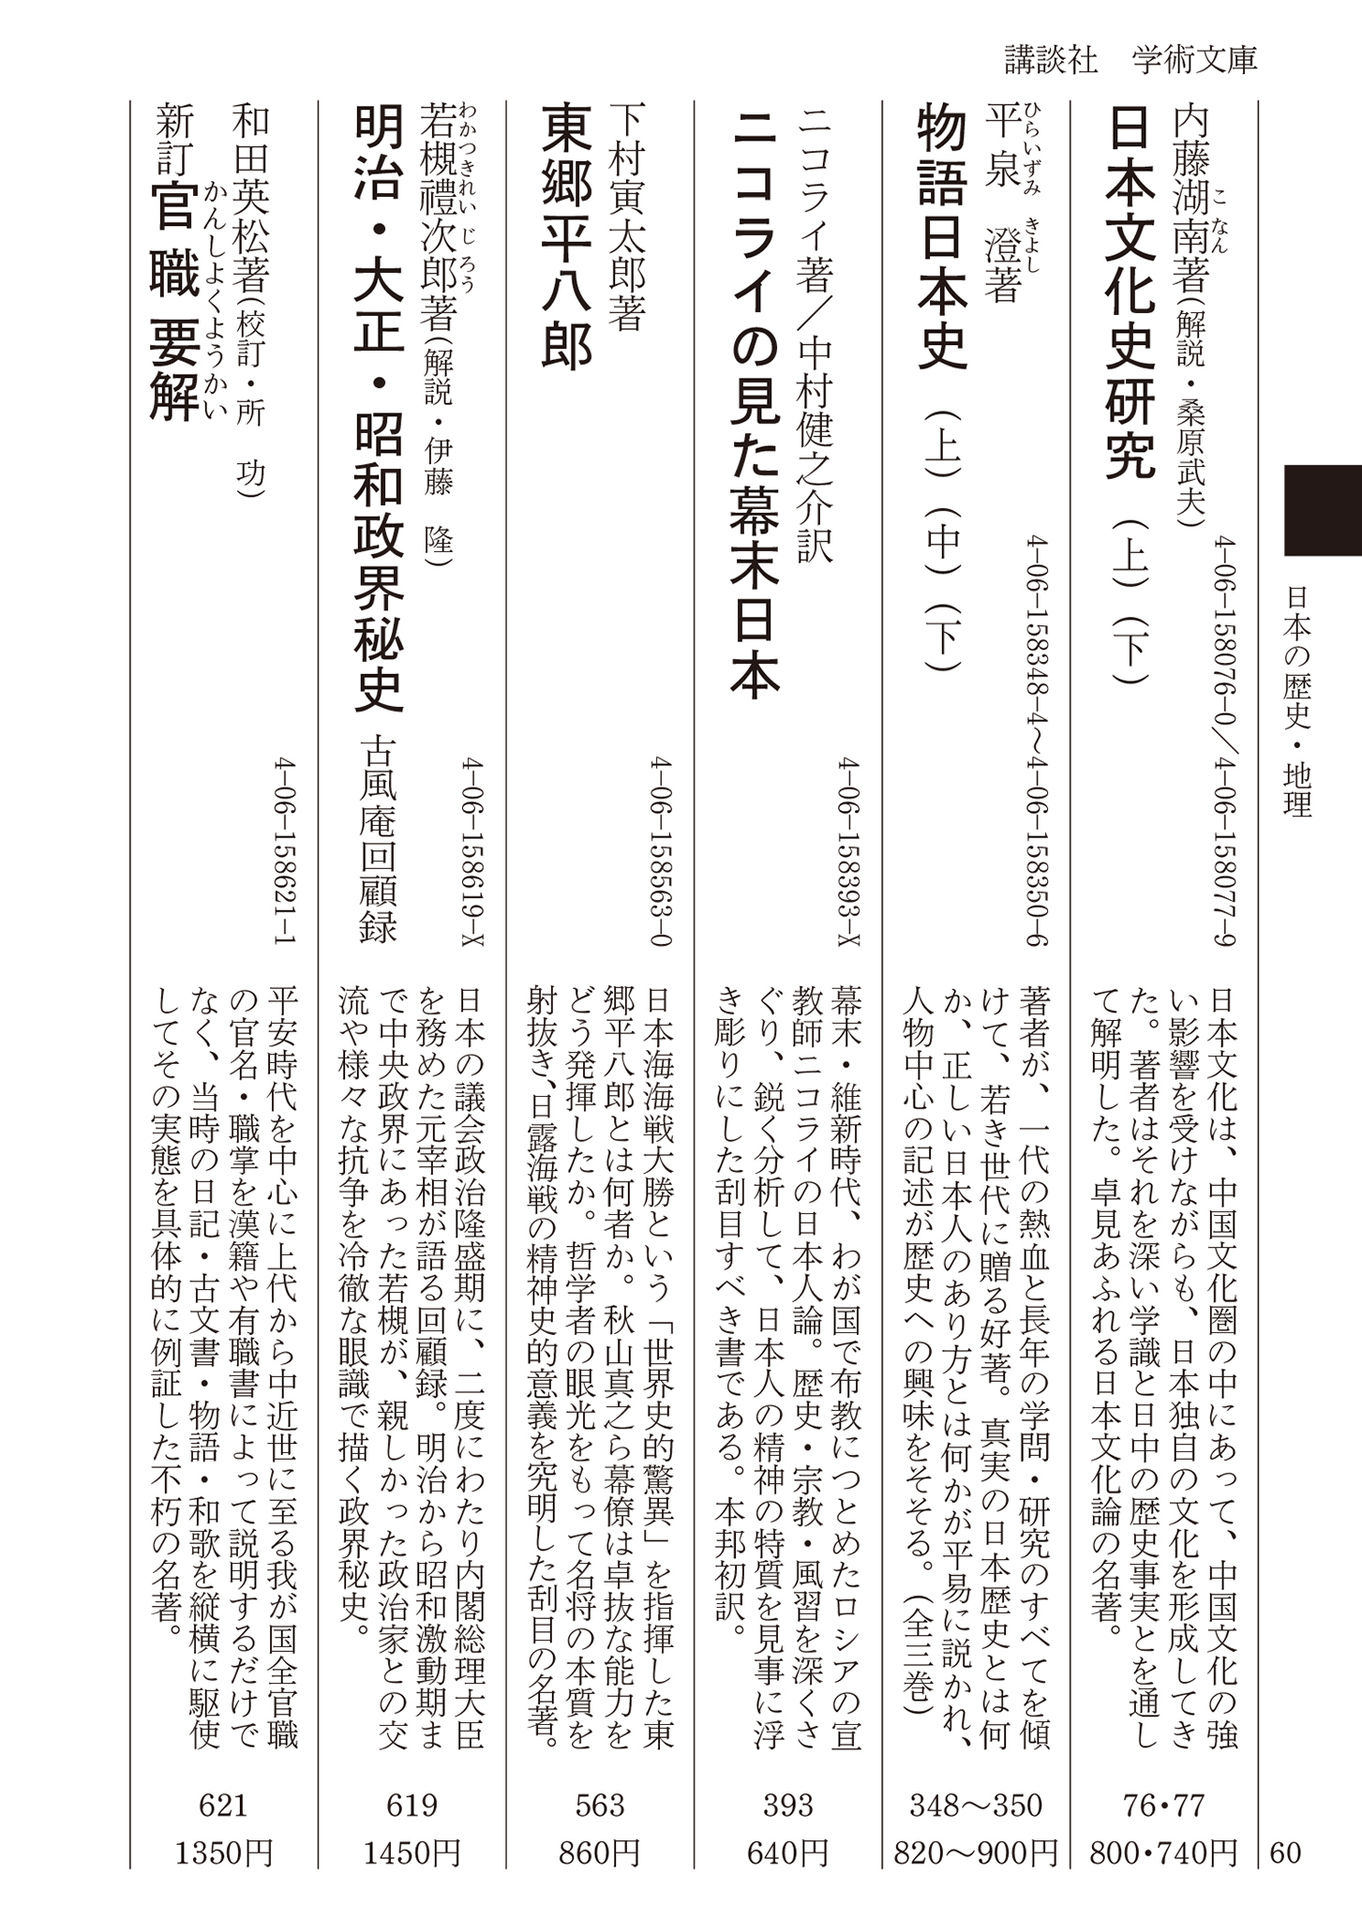 講談社　学術文庫
日本の歴史・地理
60
内藤湖南著(解説・桑原武夫)
こなん
日本文化史研究(上)(下)
4-06-158076-0／4-06-158077-9
日本文化は、中国文化圏の中にあって、中国文化の強
い影響を受けながらも、日本独自の文化を形成してき
た。著者はそれを深い学識と日中の歴史事実とを通し
て解明した。卓見あふれる日本文化論の名著。
76・77
800・740円
平泉　澄著
ひらいずみ　きよし
物語日本史(上)(中)(下)
4-06-158348-4〜4-06-158350-6
著者が、一代の熱血と長年の学問・研究のすべてを傾
けて、若き世代に贈る好著。真実の日本歴史とは何
か、正しい日本人のあり方とは何かが平易に説かれ、
人物中心の記述が歴史への興味をそそる。(全三巻)
348〜350
820〜900円
ニコライ著／中村健之介訳
ニコライの見た幕末日本
4-06-158393-X
幕末・維新時代、わが国で布教につとめたロシアの宣
教師ニコライの日本人論。歴史・宗教・風習を深くさ
ぐり、鋭く分析して、日本人の精神の特質を見事に浮
き彫りにした刮目すべき書である。本邦初訳。
393
640円
下村寅太郎著
東郷平八郎
4-06-158563-0
日本海海戦大勝という「世界史的驚異」を指揮した東
郷平八郎とは何者か。秋山真之ら幕僚は卓抜な能力を
どう発揮したか。哲学者の眼光をもって名将の本質を
射抜き、日露海戦の精神史的意義を究明した刮目の名著。
563
860円
若槻禮次郎著(解説・伊藤　隆)
わかつきれいじろう
明治・大正・昭和政界秘史　古風庵回顧録
4-06-158619-X
日本の議会政治隆盛期に、二度にわたり内閣総理大臣
を務めた元宰相が語る回顧録。明治から昭和激動期ま
で中央政界にあった若槻が、親しかった政治家との交
流や様々な抗争を冷徹な眼識で描く政界秘史。
619
1450円
和田英松著(校訂・所　功)
新訂官職要解
かんしよくようかい
4-06-158621-1
平安時代を中心に上代から中近世に至る我が国全官職
の官名・職掌を漢籍や有職書によって説明するだけで
なく、当時の日記・古文書・物語・和歌を縦横に駆使
してその実態を具体的に例証した不朽の名著。
621
1350円